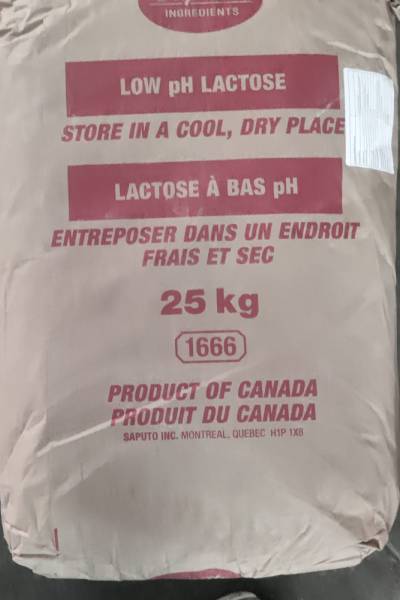 INGREDIENTS
LOW pH LACTOSE
STORE IN A COOL, DRY PLACE
LACTOSE À BAS pH
ENTREPOSER DANS UN ENDROIT
FRAIS ET SEC
25 kg
1666
PRODUCT OF CANADA
PRODUIT DU CANADA
SAPUTO INC. MONTREAL, QUEBEC H1P 1X8